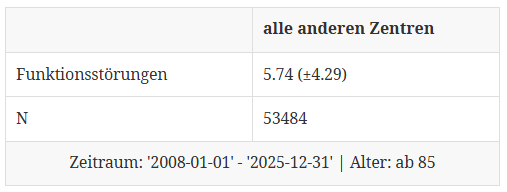 alle anderen Zentren
Funktionsstörungen 5.74 (±4.29)
N 53484
Zeitraum: '2008-01-01' - '2025-12-31' | Alter: ab 85